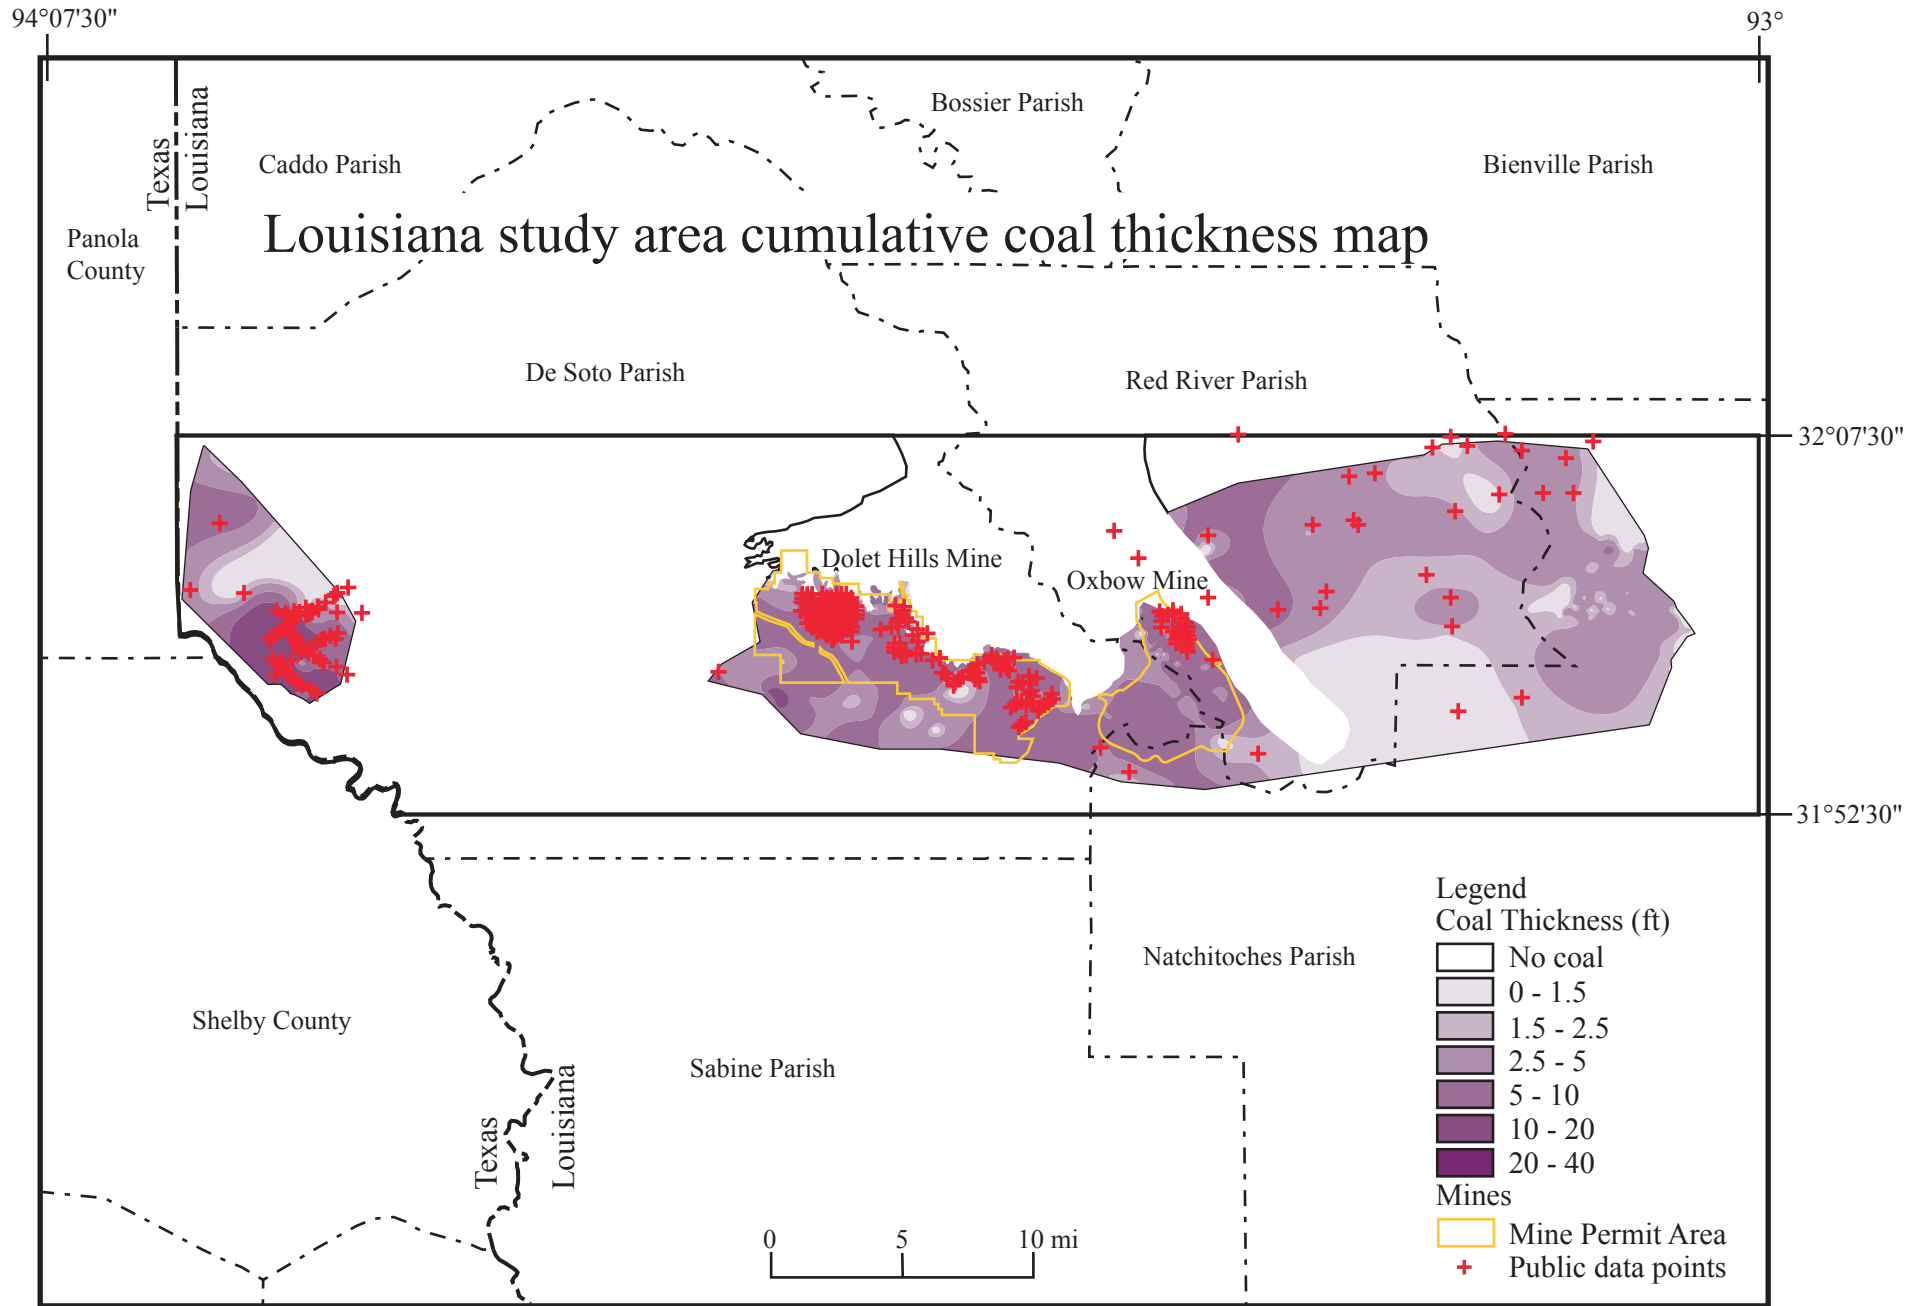 94°07'30"
93°
Bossier Parish
Texas
Louisiana
Caddo Parish
Bienville Parish
Louisiana study area cumulative coal thickness map
Panola
County
De Soto Parish
Red River Parish
32°07'30"
Dolet Hills Mine
Oxbow Mine
31°52'30"
Legend
Coal Thickness (ft)
No coal
0 - 1.5
1.5 - 2.5
2.5 - 5
5 - 10
10 - 20
20 - 40
Mines
Mine Permit Area
Public data points
Natchitoches Parish
Shelby County
Sabine Parish
Texas
Louisiana
0 5 10 mi